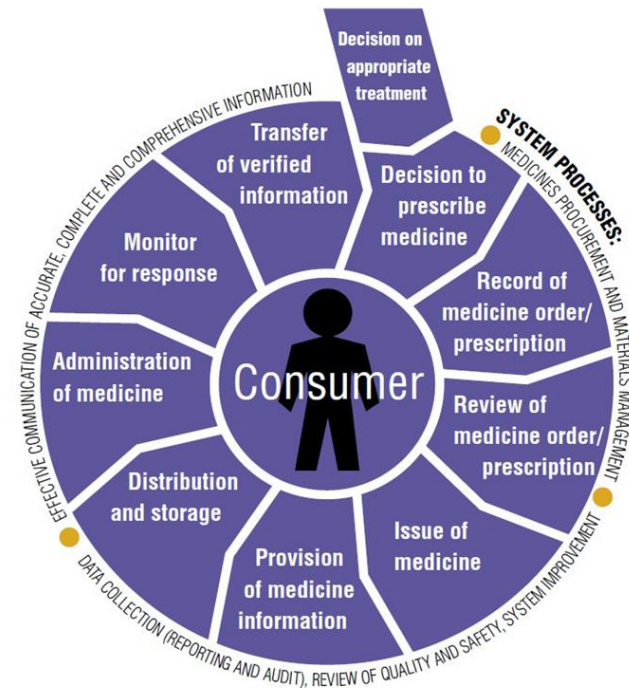 Decision on
appropriate
treatment
SYSTEM PROCESSES:
MEDICINES PROCUREMENT AND MATERIALS MANAGEMENT
Decision to
prescribe
medicine
Record of
medicine order/
prescription
Review of
medicine order/
prescription
Issue of
medicine
Provision
of medicine
information
Distribution
and storage
Administration
of medicine
Monitor
for response
Transfer
of verified
information
Consumer
DATA COLLECTION (REPORTING AND AUDIT), REVIEW OF QUALITY AND SAFETY, SYSTEM IMPROVEMENT
EFFECTIVE COMMUNICATION OF ACCURATE, COMPLETE AND COMPREHENSIVE INFORMATION